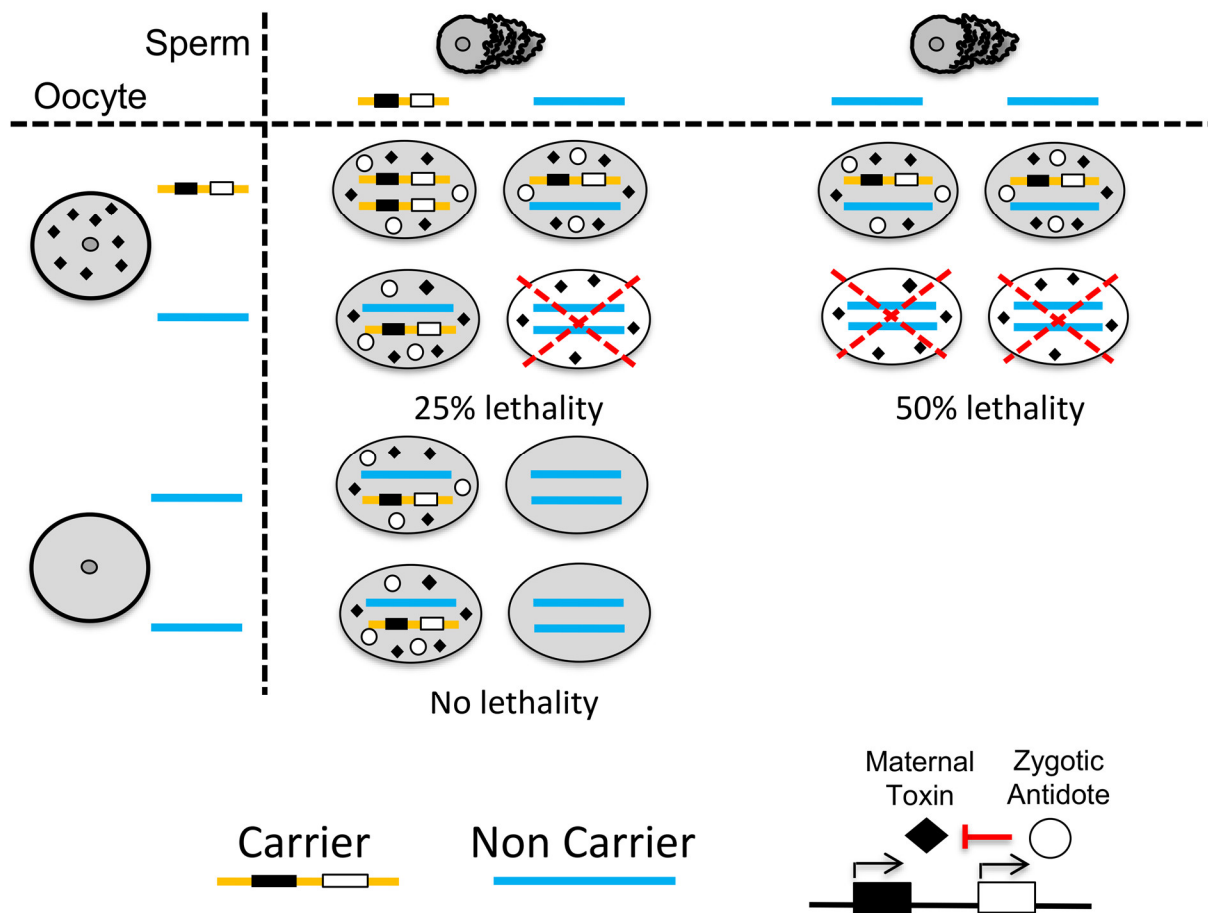 Sperm
Oocyte
25% lethality
50% lethality
No lethality
Maternal
Toxin
Zygotic
Antidote
Carrier
Non Carrier